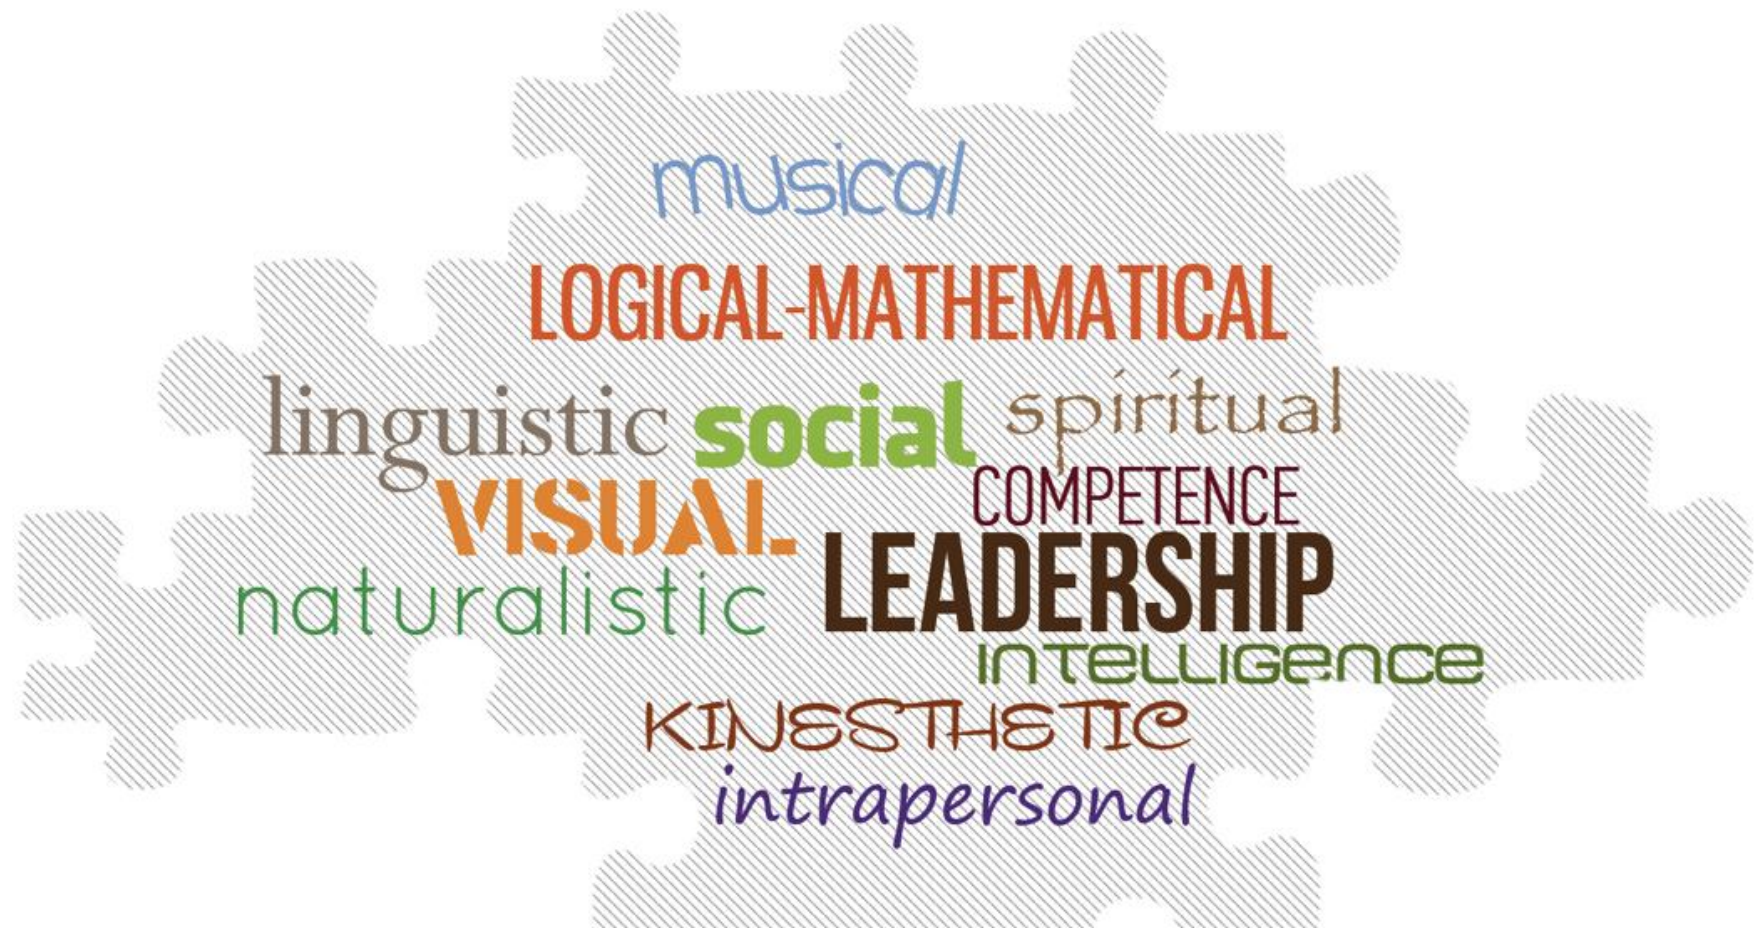 musical
LOGICAL-MATHEMATICAL
linguistic social spiritual
VISUAL COMPETENCE
naturalistic LEADERSHIP
INTELLIGENCE
KINESTHETIC
intrapersonal